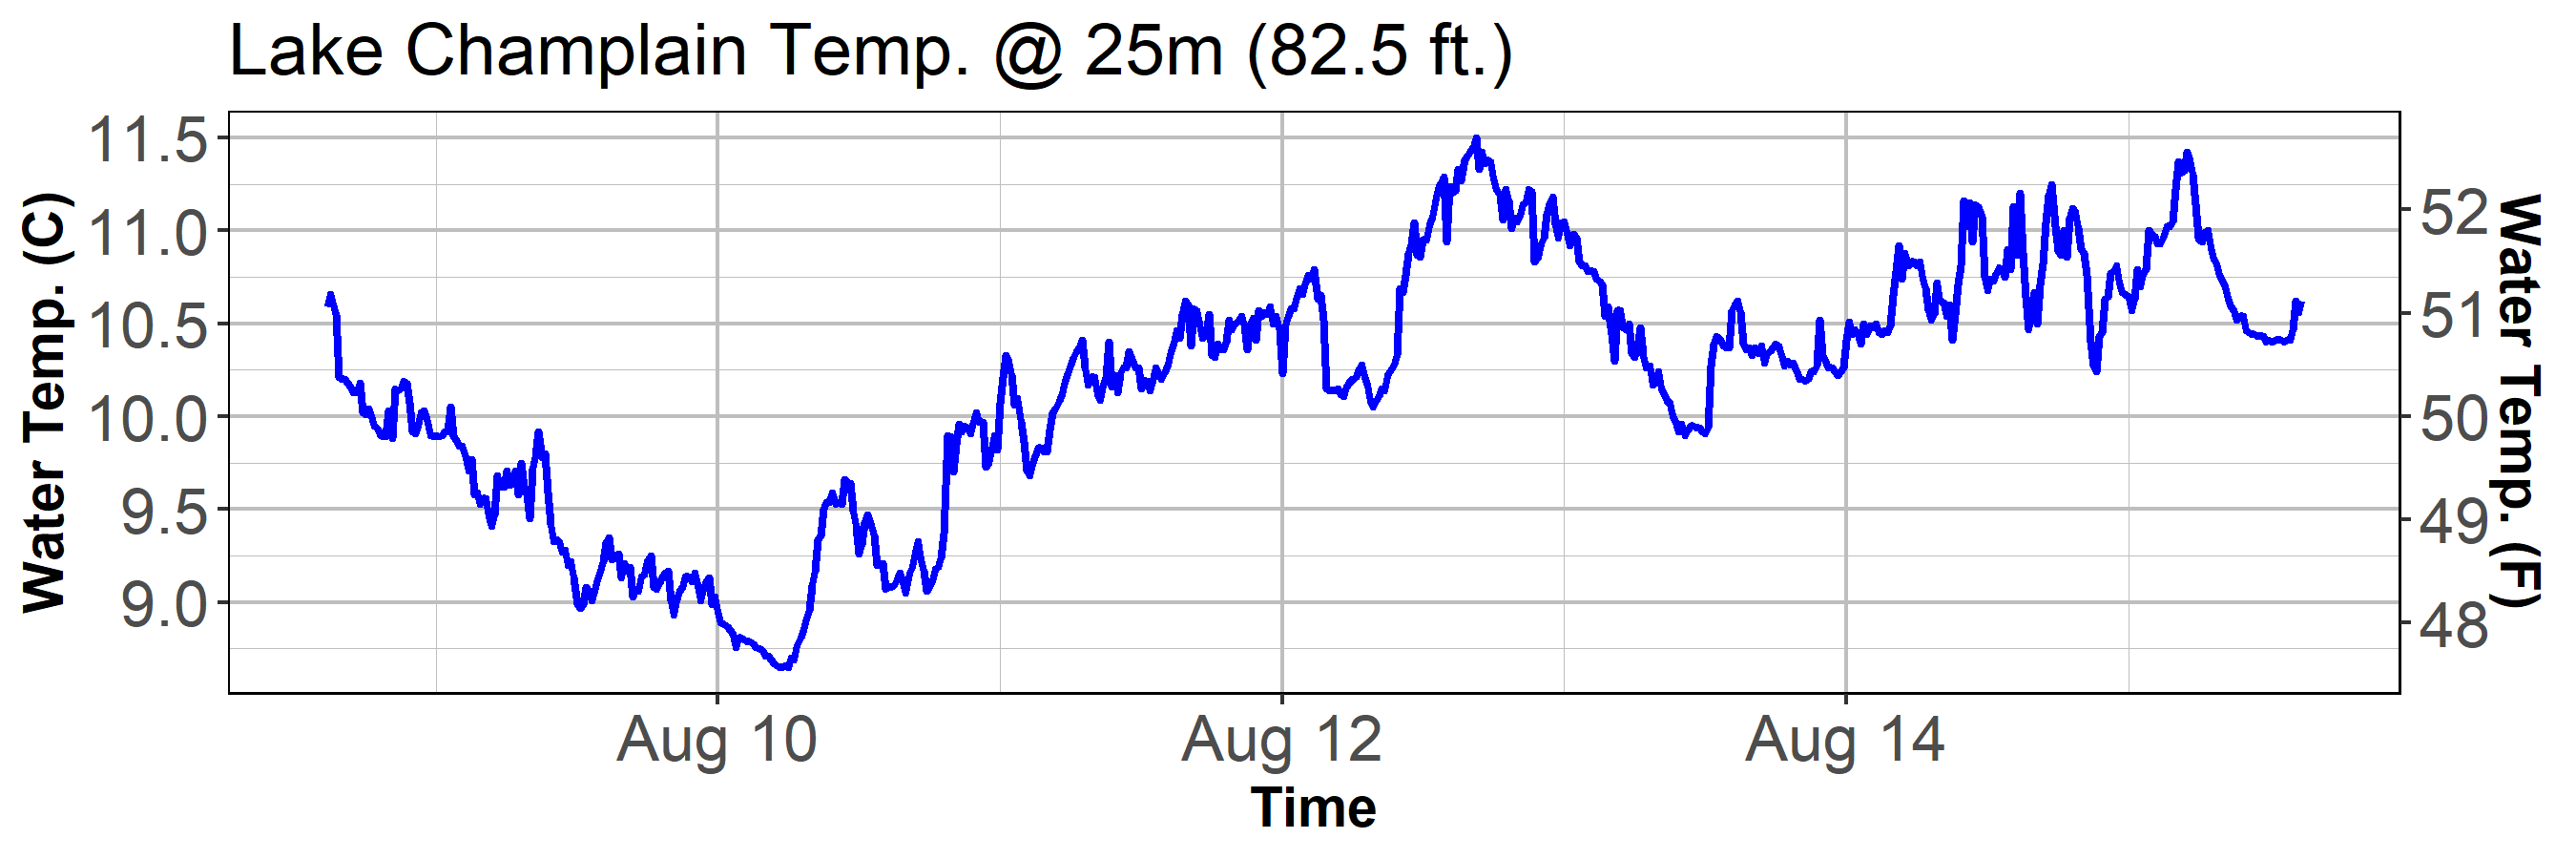 Lake Champlain Temp. @ 25m (82.5 ft.)
Water Temp. (C)
11.5
11.0
10.5
10.0
9.5
9.0
52
51
50
49
48
Water Temp. (F)
Aug 10 Aug 12 Aug 14
Time